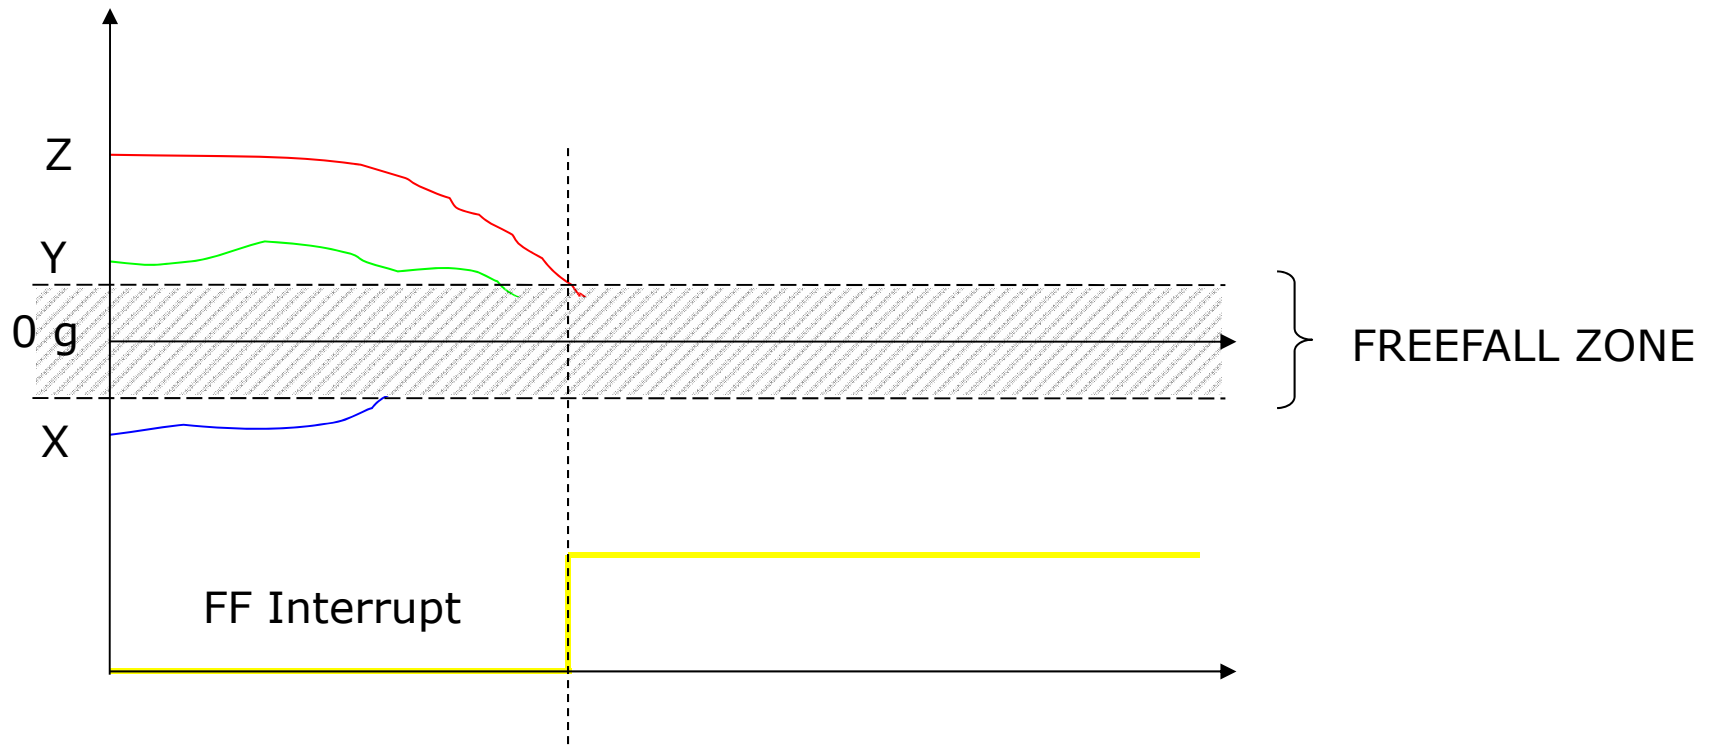 Z
Y
0 g
FREEFALL ZONE
X
FF Interrupt